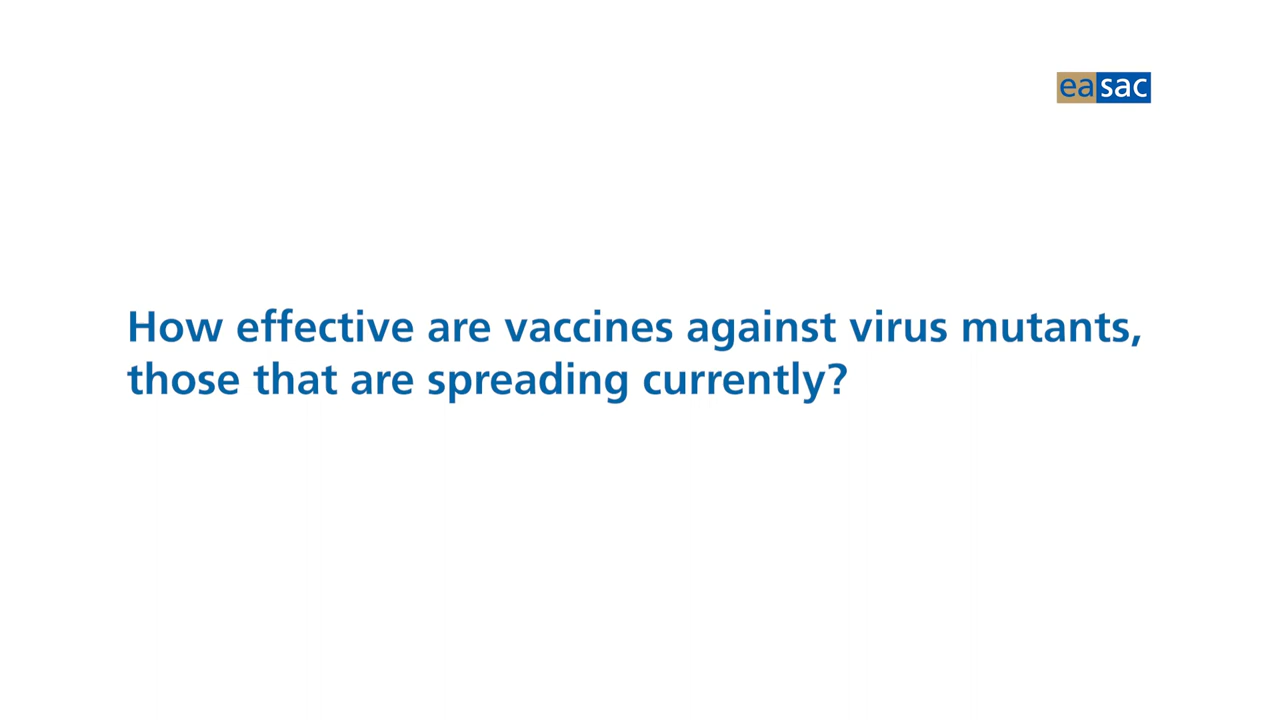 easac
How effective are vaccines against virus mutants,
those that are spreading currently?